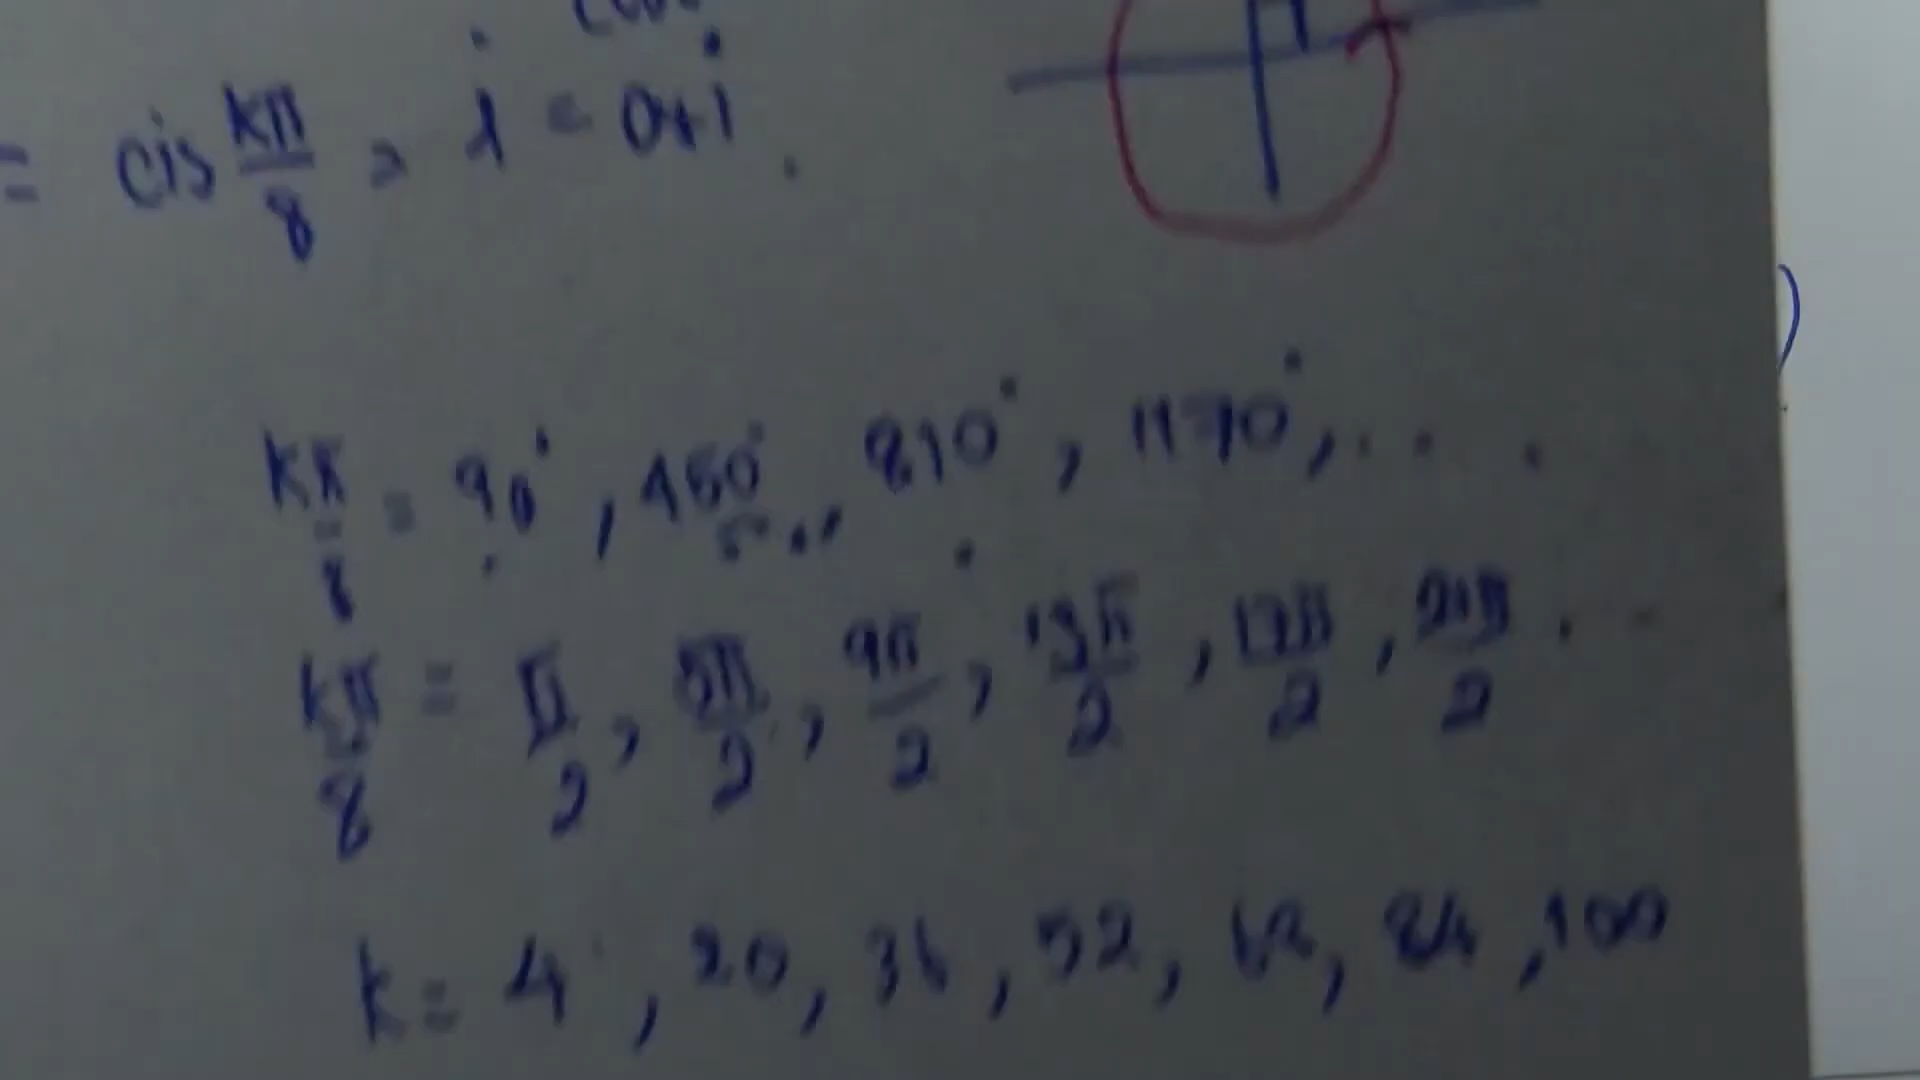 = cis kπ/8 = i = 0+i
kπ/8 = 90°, 450°, 810°, 1170°, ...
kπ/8 = π/2, 5π/2, 9π/2, 13π/2, 17π/2, 21π/2 ..
k = 4, 20, 36, 52, 68, 84, 100